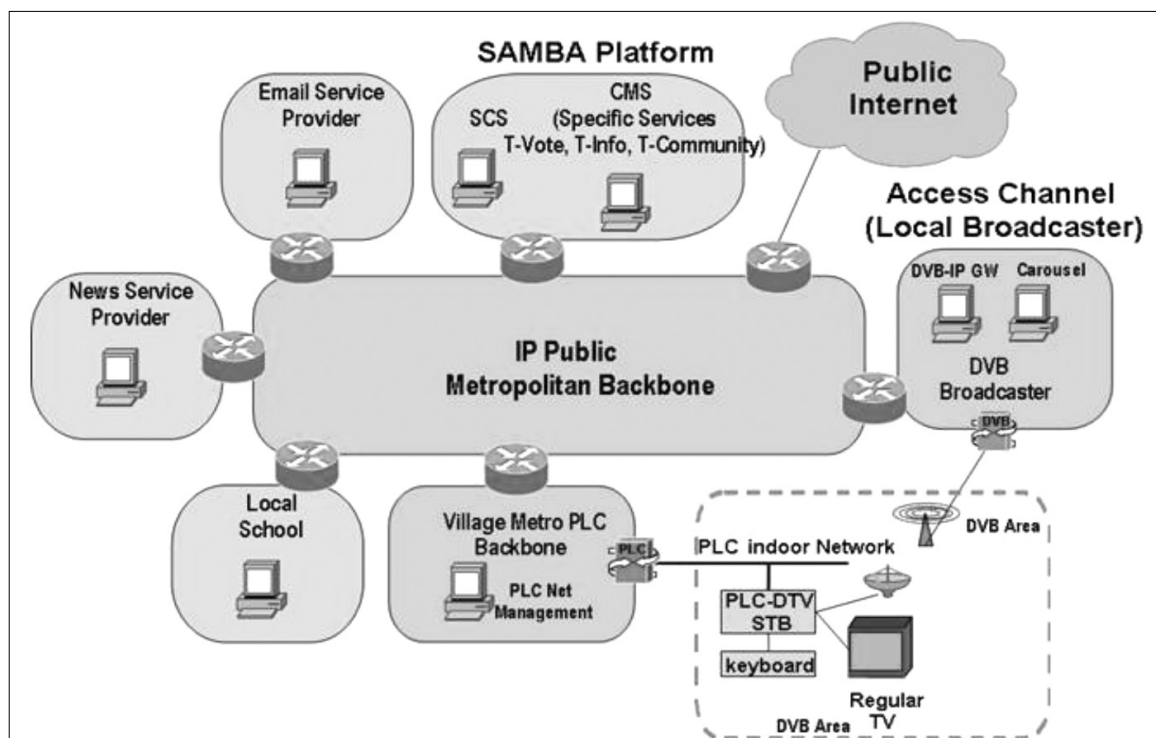 SAMBA Platform
Email Service
Provider
SCS
CMS
(Specific Services
T-Vote, T-Info, T-Community)
Public
Internet
Access Channel
(Local Broadcaster)
DVB-IP GW
Carousel
DVB
Broadcaster
DVB
News Service
Provider
IP Public
Metropolitan Backbone
Local
School
Village Metro PLC
Backbone
PLC Net
Management
PLC
DVB Area
PLC indoor Network
PLC-DTV
STB
keyboard
Regular
TV
DVB Area